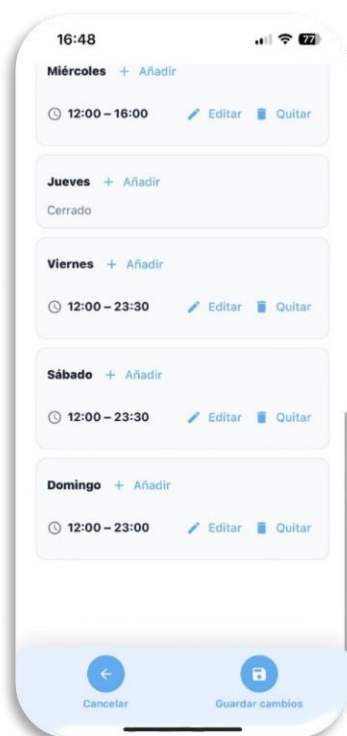 16:48 77
Miércoles + Añadir
12:00 – 16:00 Editar Quitar
Jueves + Añadir
Cerrado
Viernes + Añadir
12:00 – 23:30 Editar Quitar
Sábado + Añadir
12:00 – 23:30 Editar Quitar
Domingo + Añadir
12:00 – 23:00 Editar Quitar
Cancelar Guardar cambios